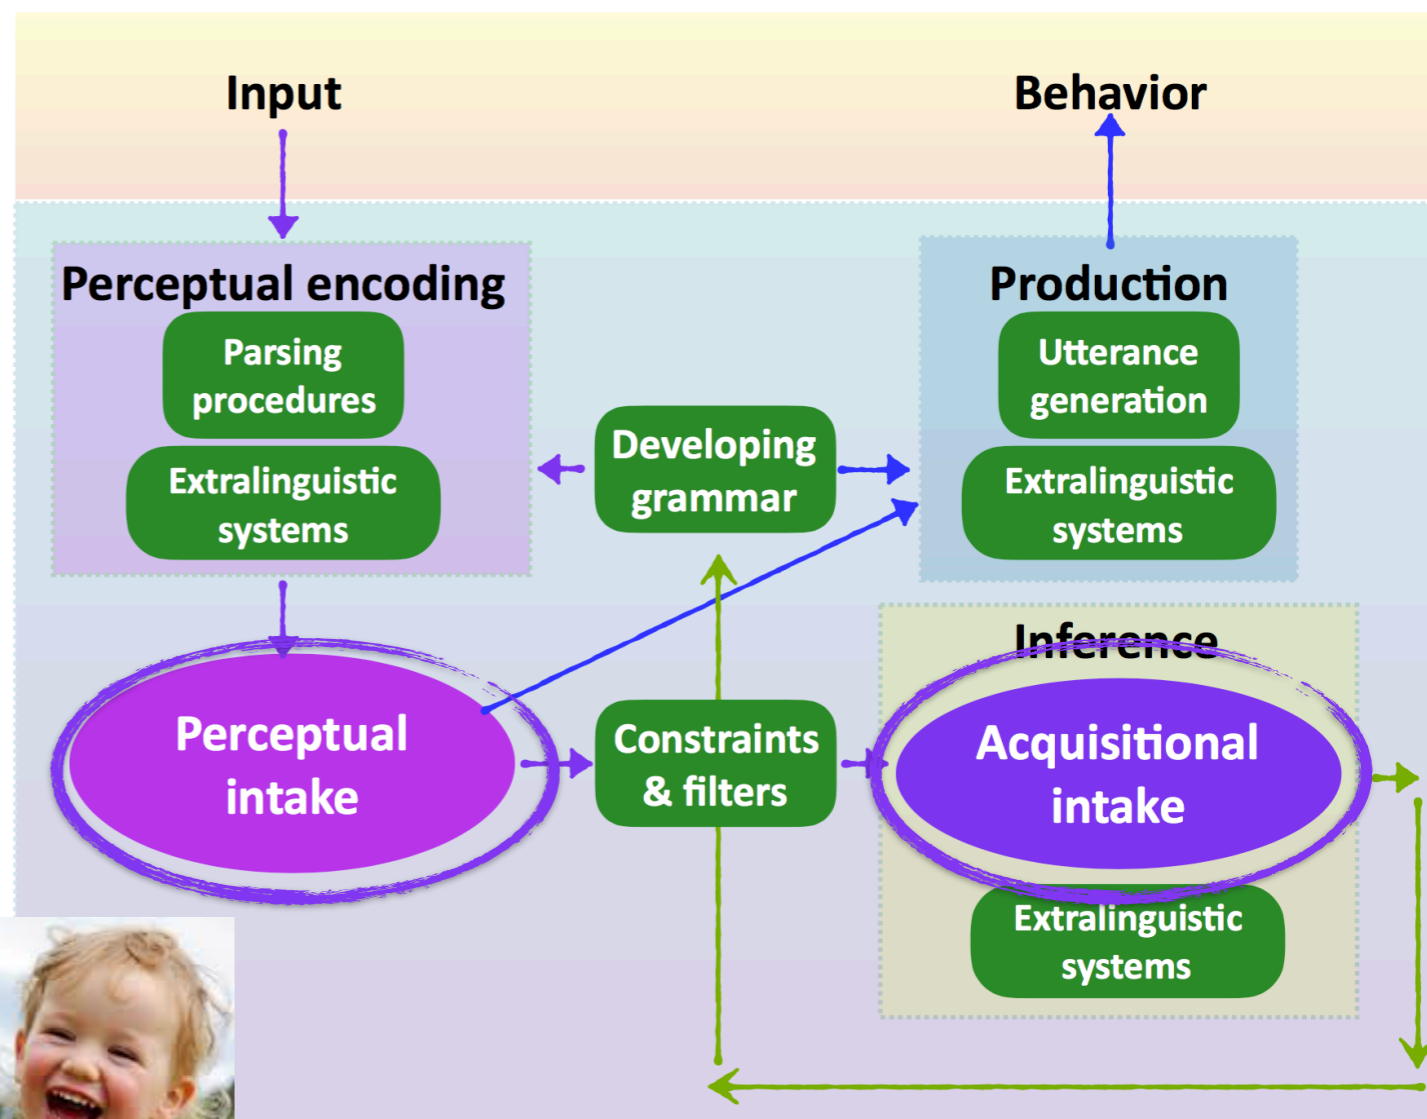 Input
Behavior
Perceptual encoding
Parsing
procedures
Extralinguistic
systems
Developing
grammar
Production
Utterance
generation
Extralinguistic
systems
Perceptual
intake
Constraints
& filters
Inference
Acquisitional
intake
Extralinguistic
systems